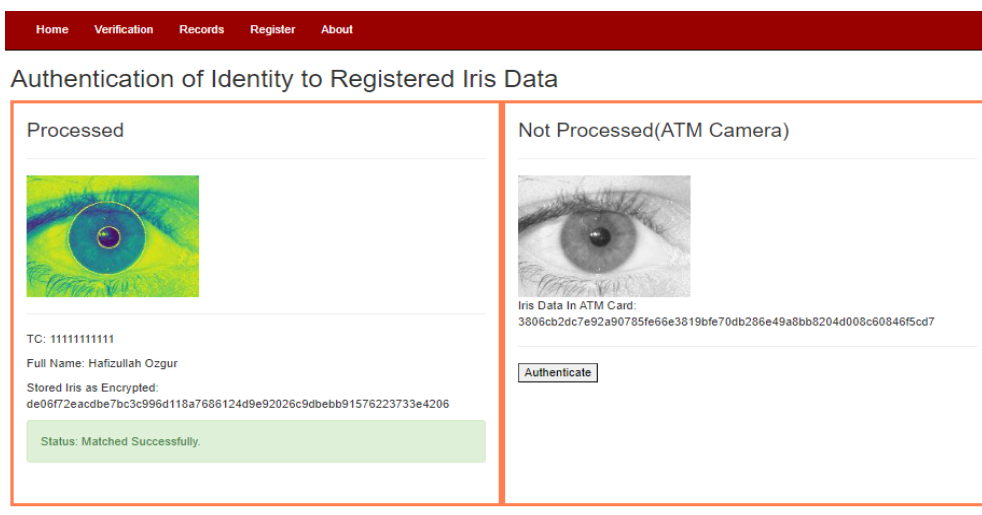 Home Verification Records Register About
Authentication of Identity to Registered Iris Data
Processed
TC: 11111111111
Full Name: Hafizullah Ozgur
Stored Iris as Encrypted:
de06f72eacdbe7bc3c996d118a7686124d9e92026c9dbebb91576223733e4206
Status: Matched Successfully.
Not Processed(ATM Camera)
Iris Data In ATM Card:
3806cb2dc7e92a90785fe66e3819bfe70db286e49a8bb8204d008c60846f5cd7
Authenticate